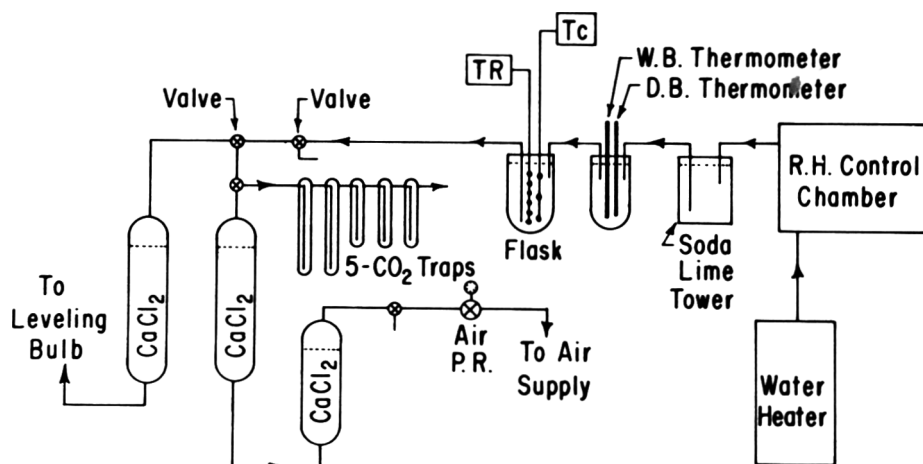 Tc
TR
W.B. Thermometer
D.B. Thermometer
Valve
Valve
R.H. Control
Chamber
Flask
Soda
Lime
Tower
5-CO₂ Traps
To
Leveling
Bulb
CaCl₂
CaCl₂
CaCl₂
Air
P.R.
To Air
Supply
Water
Heater